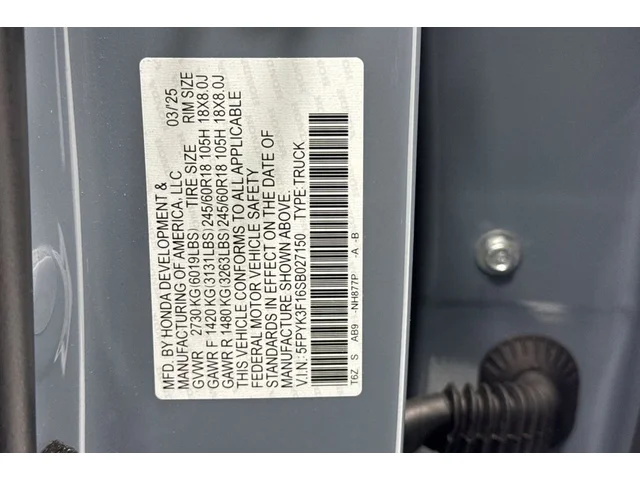 MFD. BY HONDA DEVELOPMENT &
MANUFACTURING OF AMERICA, LLC 03/'25
GVWR 2730 KG(6019LBS) TIRE SIZE RIM SIZE
GAWR F 1420 KG(3131LBS) 245/60R18 105H 18X8.0J
GAWR R 1480 KG(3263LBS) 245/60R18 105H 18X8.0J
THIS VEHICLE CONFORMS TO ALL APPLICABLE
FEDERAL MOTOR VEHICLE SAFETY
STANDARDS IN EFFECT ON THE DATE OF
MANUFACTURE SHOWN ABOVE.
V.I.N.: 5FPYK3F16SB027150 TYPE:TRUCK
T6Z S AB9 -NH877P -A -B